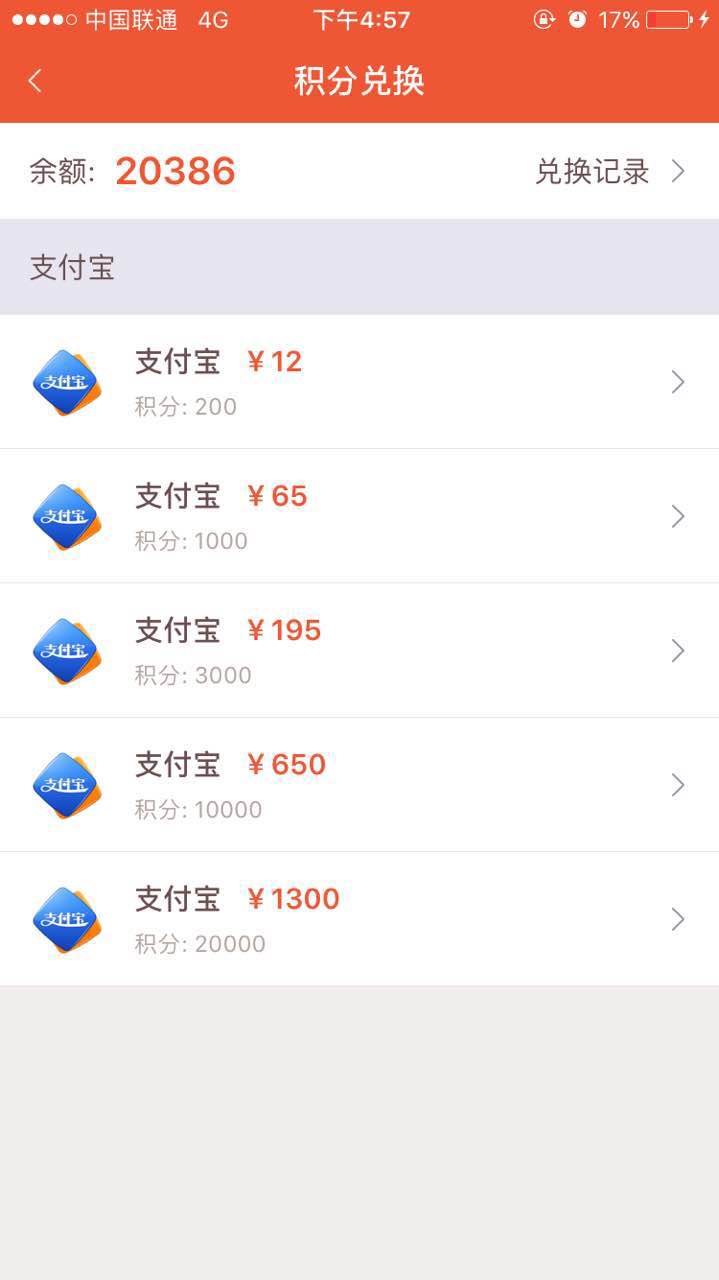 中国联通 4G 下午4:57 17%
积分兑换
余额: 20386 兑换记录
支付宝
支付宝 支付宝 ¥12
积分: 200
支付宝 支付宝 ¥65
积分: 1000
支付宝 支付宝 ¥195
积分: 3000
支付宝 支付宝 ¥650
积分: 10000
支付宝 支付宝 ¥1300
积分: 20000